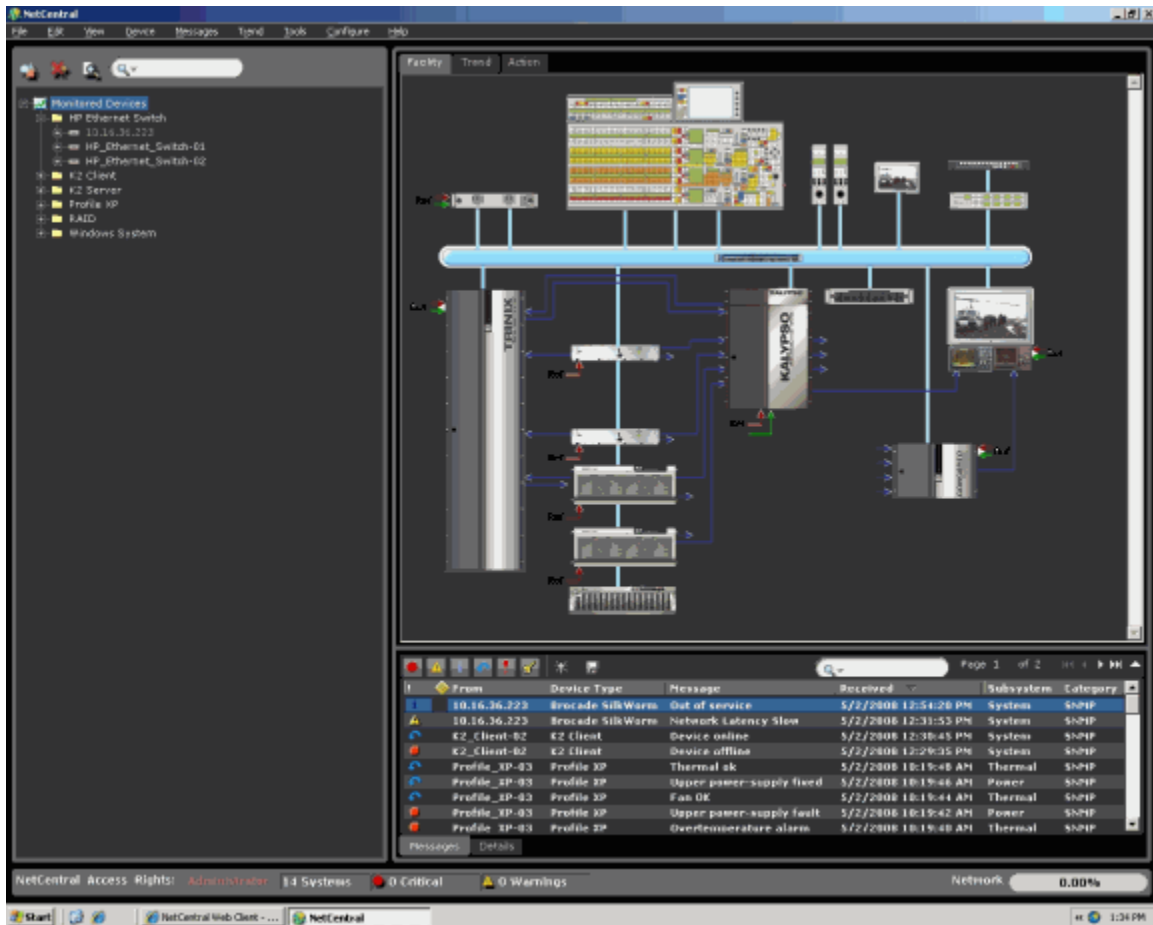 NetCentral
File Edit View Device Messages Trend Tools Configure Help
Facility Trend Action
Monitored Devices
HP Ethernet Switch
10.16.36.223
HP_Ethernet_Switch-01
HP_Ethernet_Switch-02
K2 Client
K2 Server
Profile XP
RAID
Windows System
Ref
TRINIX
KALYPSO
KALYPSO
Ref
Ref
Ref
Ref
CONCERTO
Page 1 of 2
! From Device Type Message Received Subsystem Category
10.16.36.223 Brocade SilkWorm Out of service 5/2/2008 12:54:20 PM System SNMP
10.16.36.223 Brocade SilkWorm Network Latency Slow 5/2/2008 12:31:53 PM System SNMP
K2_Client-02 K2 Client Device online 5/2/2008 12:30:45 PM System SNMP
K2_Client-02 K2 Client Device offline 5/2/2008 12:29:35 PM System SNMP
Profile_XP-03 Profile XP Thermal ok 5/2/2008 10:19:48 AM Thermal SNMP
Profile_XP-03 Profile XP Upper power-supply fixed 5/2/2008 10:19:46 AM Power SNMP
Profile_XP-03 Profile XP Fan OK 5/2/2008 10:19:44 AM Thermal SNMP
Profile_XP-03 Profile XP Upper power-supply fault 5/2/2008 10:19:42 AM Power SNMP
Profile_XP-03 Profile XP Overtemperature alarm 5/2/2008 10:19:40 AM Thermal SNMP
Messages Details
NetCentral Access Rights: Administrator 14 Systems 0 Critical 0 Warnings Network 0.00%
Start NetCentral Web Client - ... NetCentral 1:34 PM